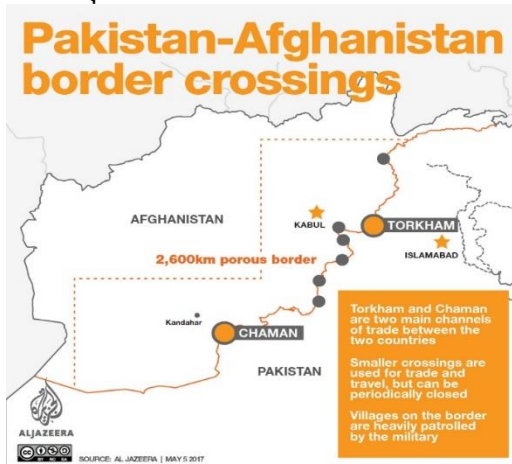 Pakistan-Afghanistan
border crossings
AFGHANISTAN
KABUL
TORKHAM
ISLAMABAD
2,600km porous border
Kandahar
CHAMAN
PAKISTAN
Torkham and Chaman
are two main channels
of trade between the
two countries
Smaller crossings are
used for trade and
travel, but can be
periodically closed
Villages on the border
are heavily patrolled
by the military
ALJAZEERA
SOURCE: AL JAZEERA | MAY 5 2017